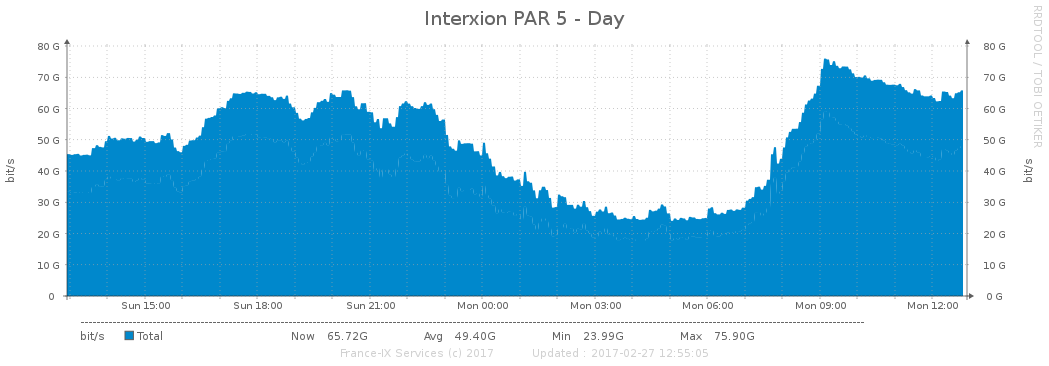 Interxion PAR 5 - Day
RRDTOOL / TOBI OETIKER
80 G 80 G
70 G 70 G
60 G 60 G
50 G 50 G
40 G 40 G
30 G 30 G
20 G 20 G
10 G 10 G
0 0 G
bit/s
bit/s
Sun 15:00 Sun 18:00 Sun 21:00 Mon 00:00 Mon 03:00 Mon 06:00 Mon 09:00 Mon 12:00
bit/s Total Now 65.72G Avg 49.40G Min 23.99G Max 75.90G
France-IX Services (c) 2017 Updated : 2017-02-27 12:55:05